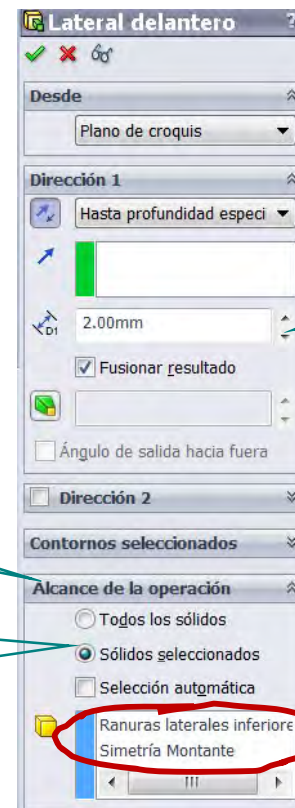 Lateral delantero ?
Desde
Plano de croquis
Dirección 1
Hasta profundidad especi
D1 2.00mm
Fusionar resultado
Ángulo de salida hacia fuera
Dirección 2
Contornos seleccionados
Alcance de la operación
Todos los sólidos
Sólidos seleccionados
Selección automática
Ranuras laterales inferiore
Simetría Montante